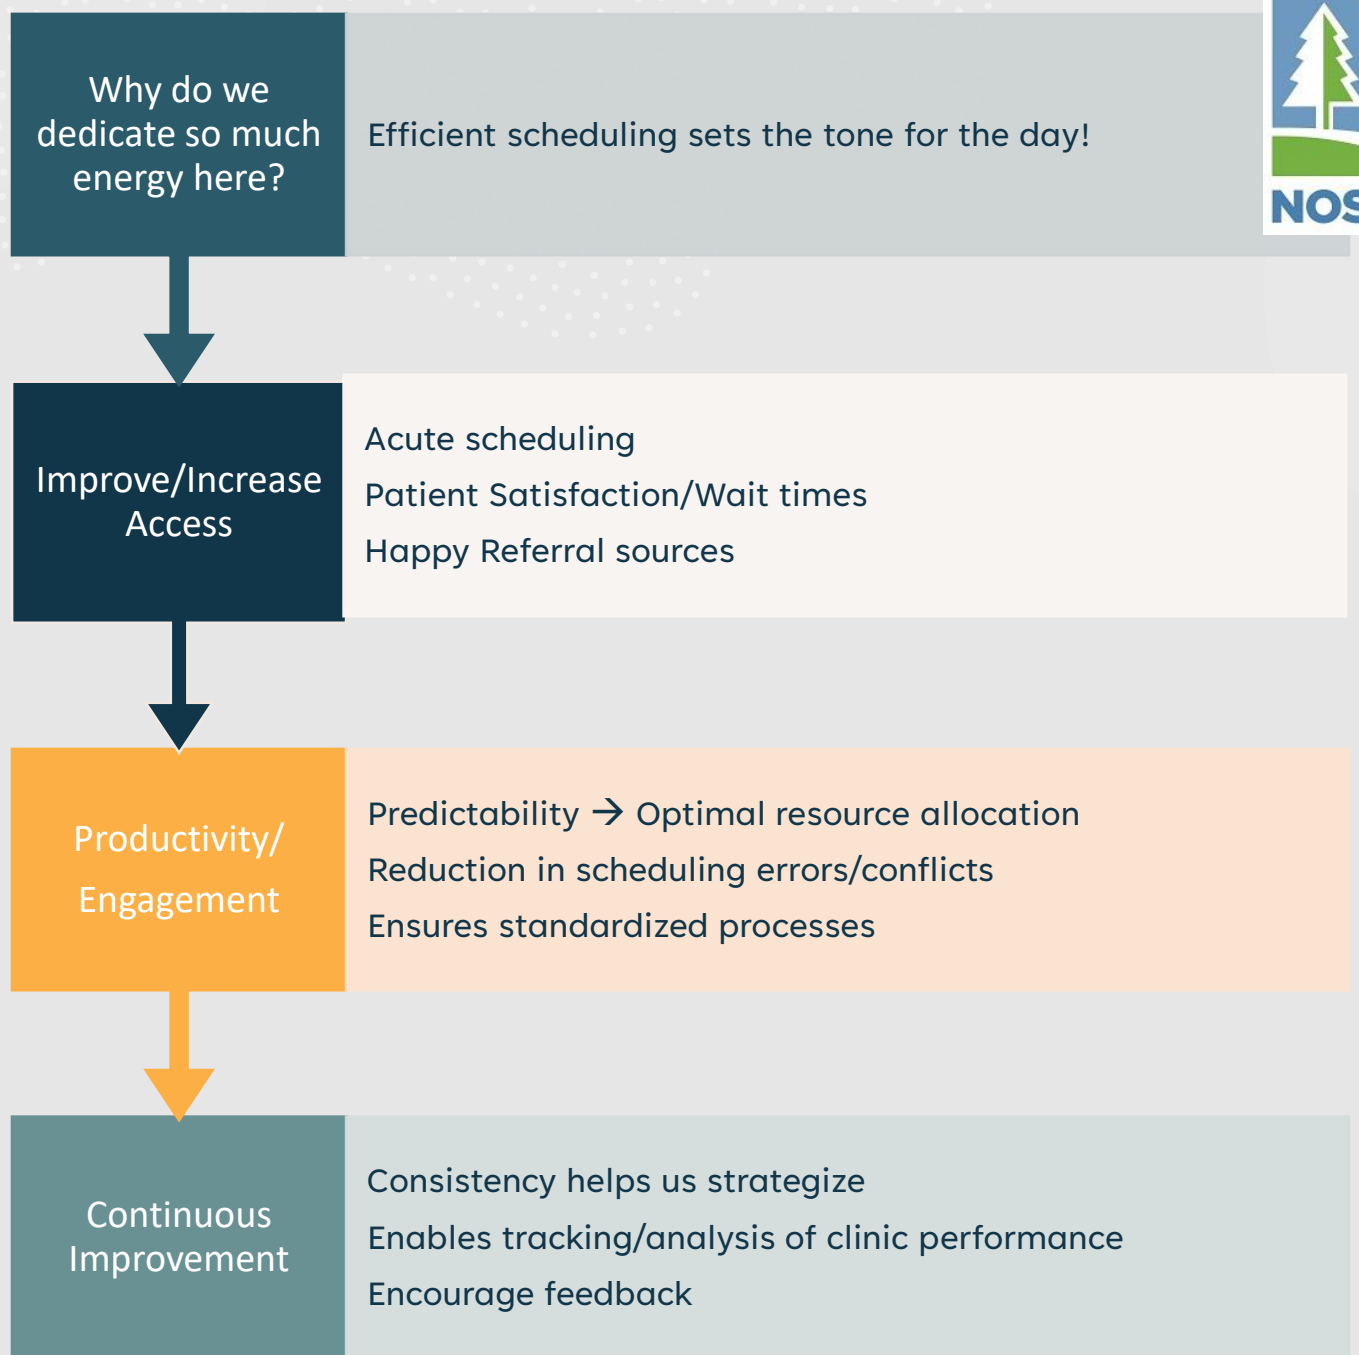 Why do we
dedicate so much
energy here?
Efficient scheduling sets the tone for the day!
NOS
Improve/Increase
Access
Acute scheduling
Patient Satisfaction/Wait times
Happy Referral sources
Productivity/
Engagement
Predictability → Optimal resource allocation
Reduction in scheduling errors/conflicts
Ensures standardized processes
Continuous
Improvement
Consistency helps us strategize
Enables tracking/analysis of clinic performance
Encourage feedback